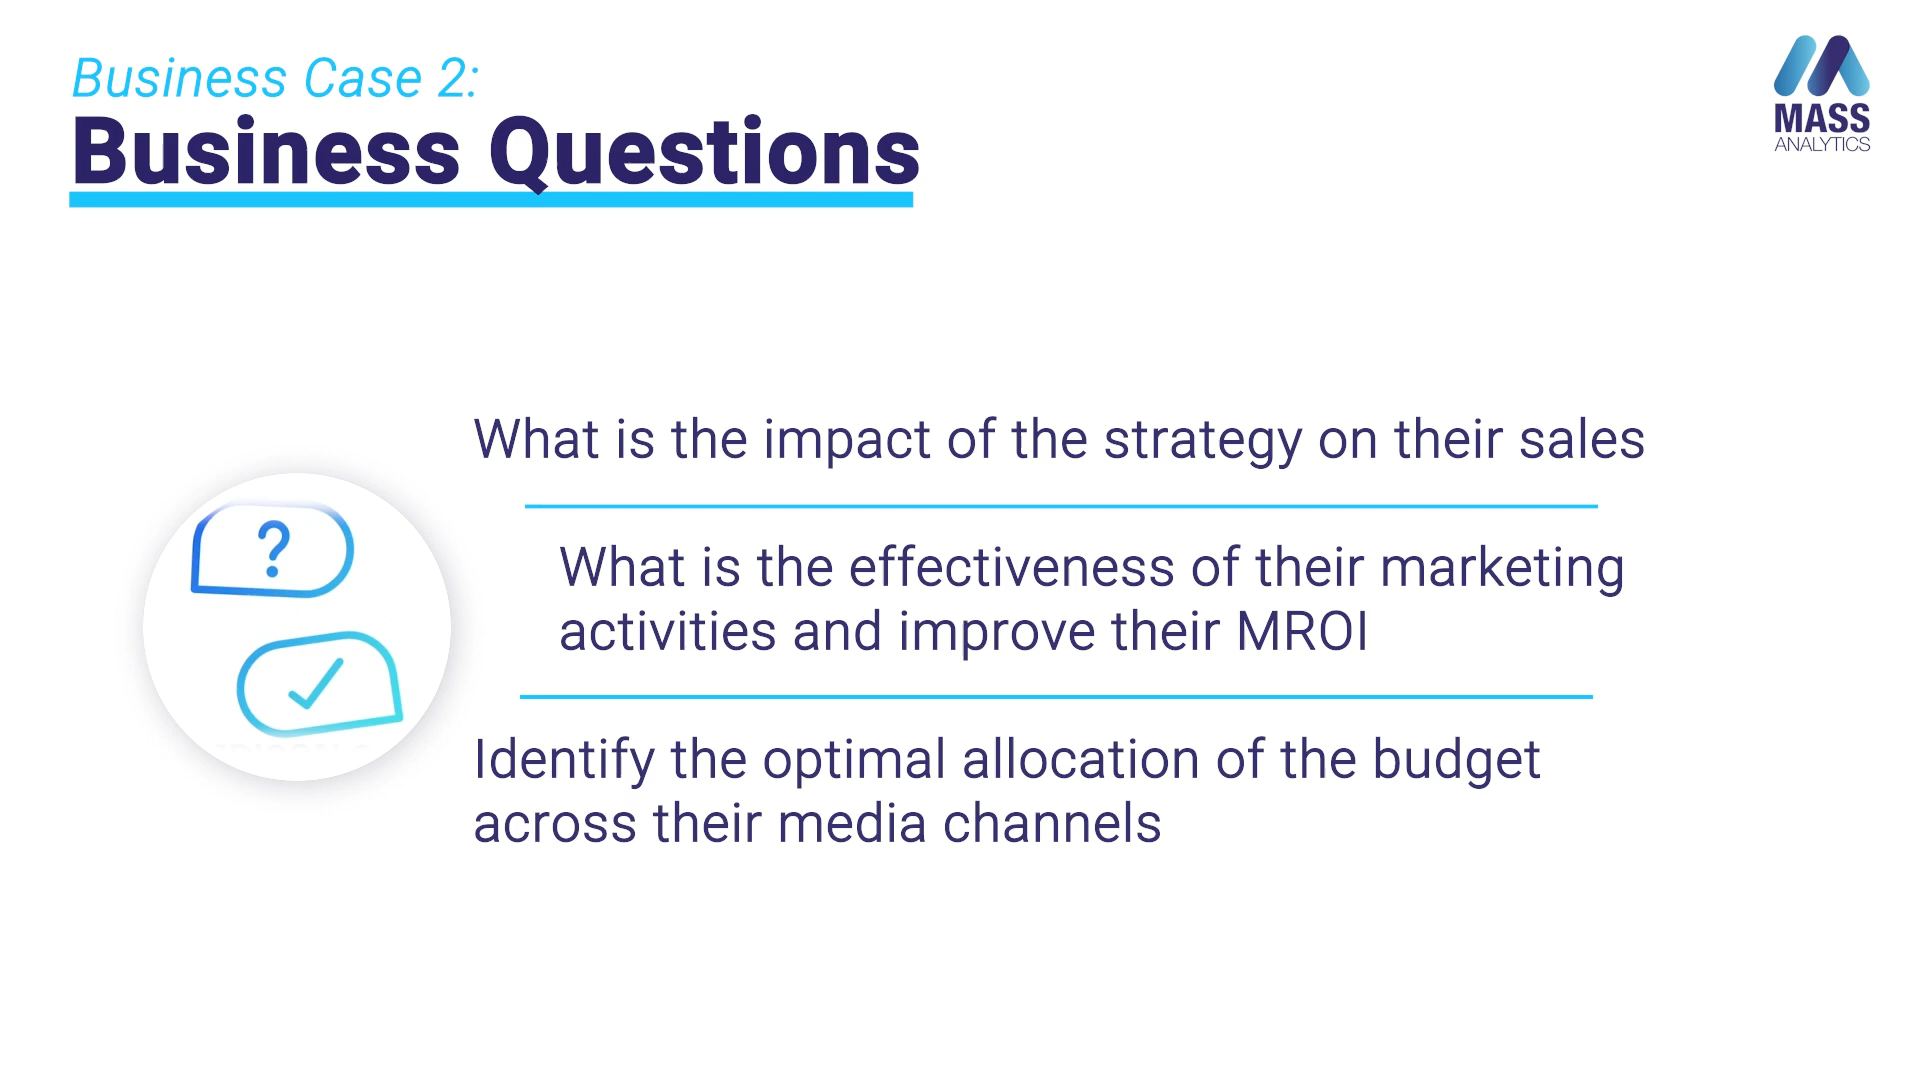 Business Case 2:
Business Questions
MASS
ANALYTICS
What is the impact of the strategy on their sales
?
What is the effectiveness of their marketing
activities and improve their MROI
Identify the optimal allocation of the budget
across their media channels